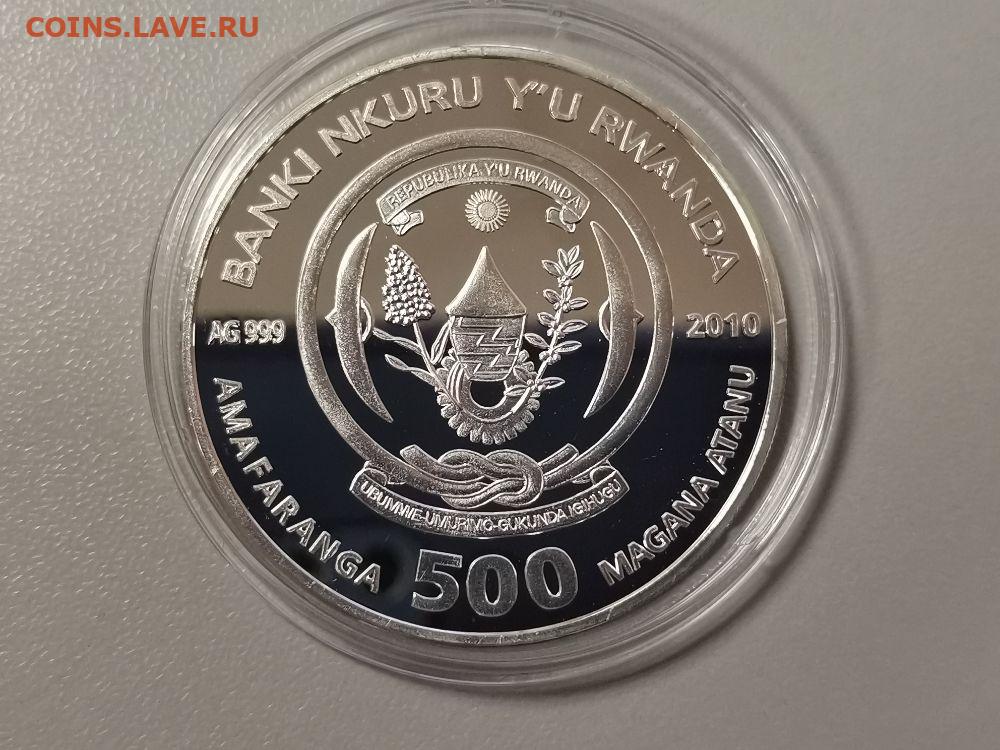 COINS.LAVE.RU
BANKI NKURU Y"U RWANDA
REPUBULIKA Y'U RWANDA
AG 999
2010
UBUMWE-UMURIMO-GUKUNDA IGIHUGU
AMAFARANGA
500
MAGANA ATANU